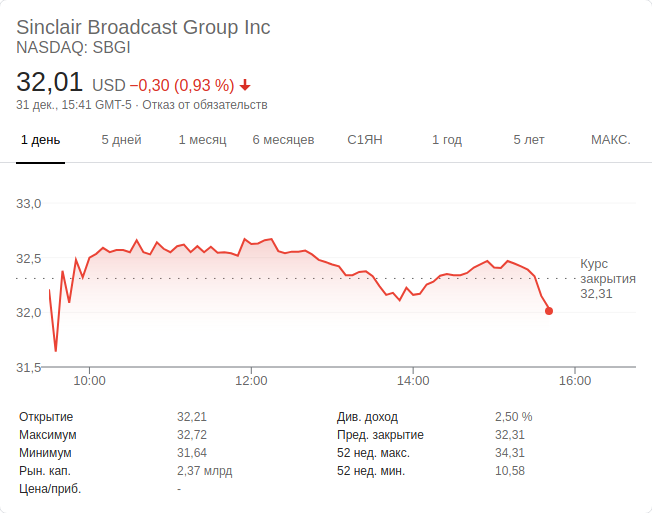 Sinclair Broadcast Group Inc
NASDAQ: SBGI
32,01 USD −0,30 (0,93 %)
31 дек., 15:41 GMT-5 · Отказ от обязательств
1 день 5 дней 1 месяц 6 месяцев С1ЯН 1 год 5 лет МАКС.
33,0
32,5
32,0
31,5
Курс
закрытия
32,31
10:00 12:00 14:00 16:00
Открытие 32,21 Див. доход 2,50 %
Максимум 32,72 Пред. закрытие 32,31
Минимум 31,64 52 нед. макс. 34,31
Рын. кап. 2,37 млрд 52 нед. мин. 10,58
Цена/приб. -